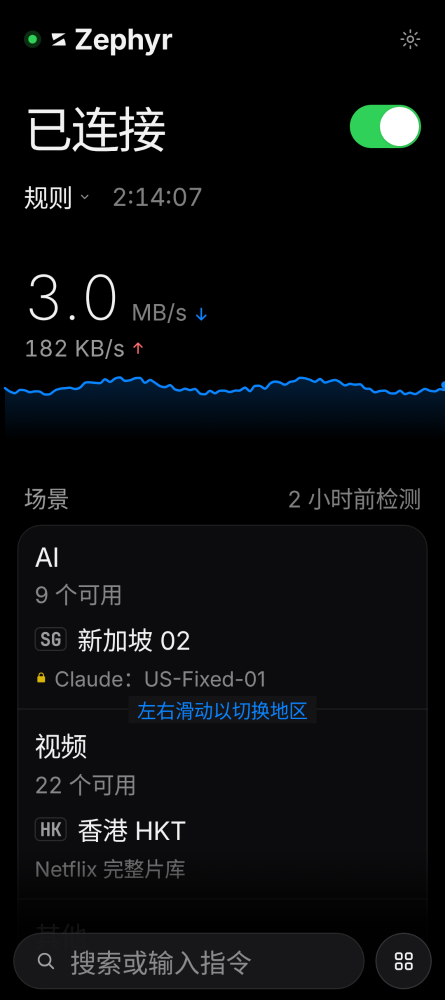 Zephyr
已连接
规则 2:14:07
3.0 MB/s ↓
182 KB/s ↑
场景 2 小时前检测
AI
9 个可用
SG 新加坡 02
Claude：US-Fixed-01
左右滑动以切换地区
视频
22 个可用
HK 香港 HKT
Netflix 完整片库
其他
搜索或输入指令